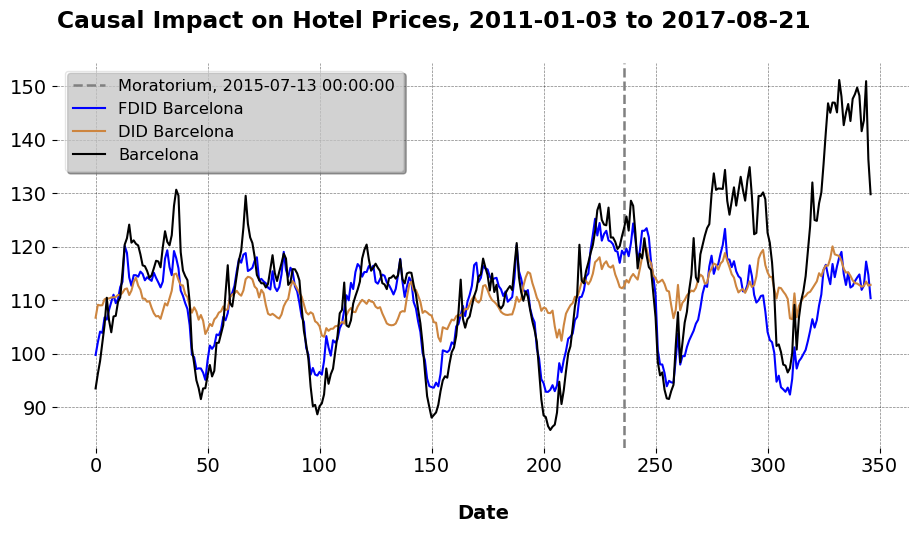 Causal Impact on Hotel Prices, 2011-01-03 to 2017-08-21
Moratorium, 2015-07-13 00:00:00
FDID Barcelona
DID Barcelona
Barcelona
150
140
130
120
110
100
90
0 50 100 150 200 250 300 350
Date